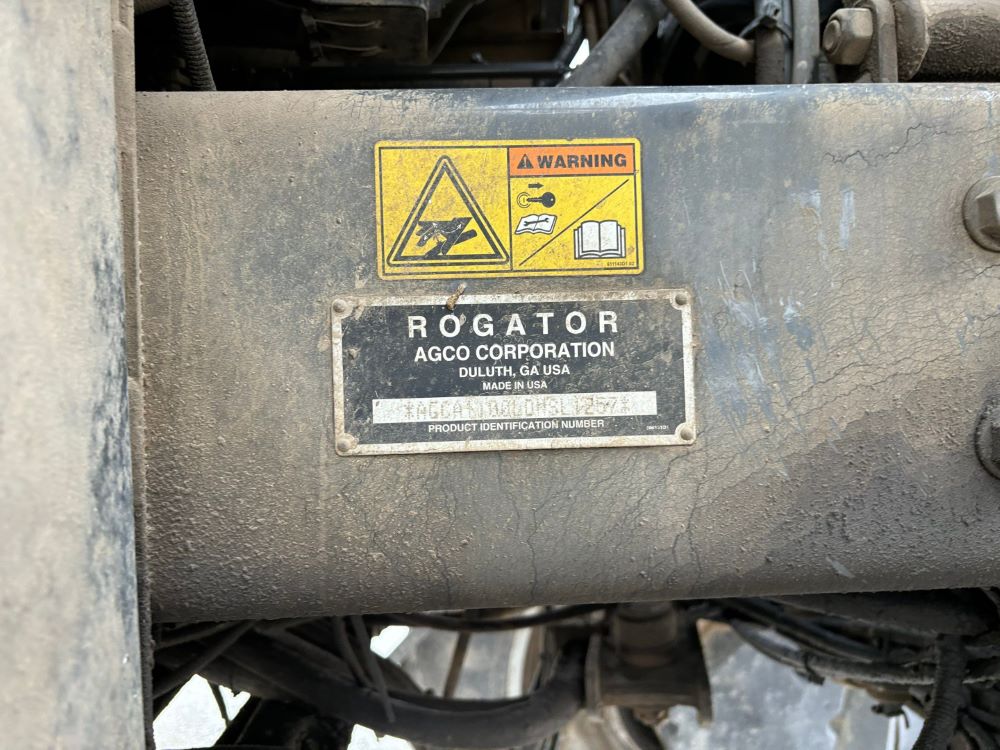 WARNING
ROGATOR
AGCO CORPORATION
DULUTH, GA USA
MADE IN USA
PRODUCT IDENTIFICATION NUMBER